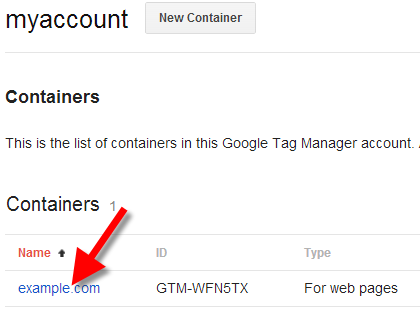 myaccount New Container
Containers
This is the list of containers in this Google Tag Manager account.
Containers 1
Name ID Type
example.com GTM-WFN5TX For web pages